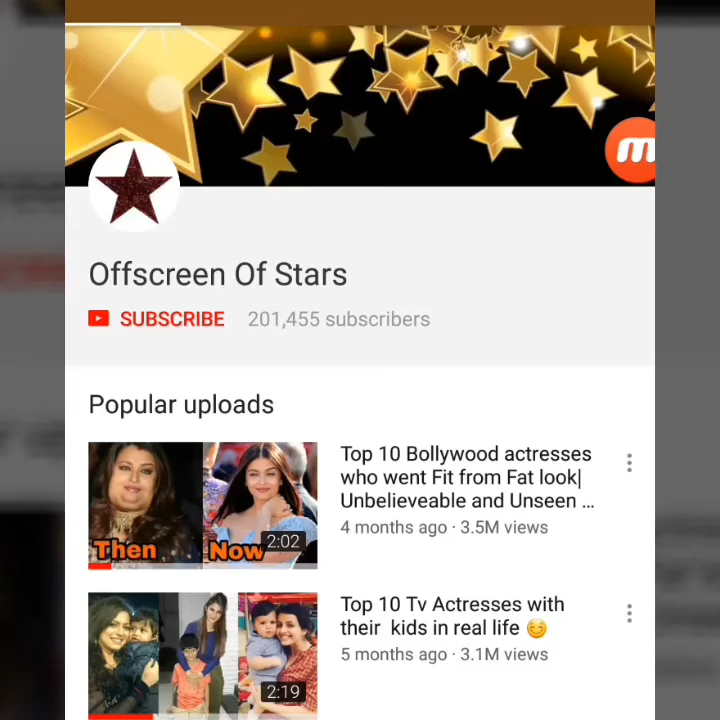 m
Offscreen Of Stars
SUBSCRIBE 201,455 subscribers
Popular uploads
Then
Now
2:02
Top 10 Bollywood actresses
who went Fit from Fat look|
Unbelieveable and Unseen ...
4 months ago · 3.5M views
2:19
Top 10 Tv Actresses with
their kids in real life 😊
5 months ago · 3.1M views